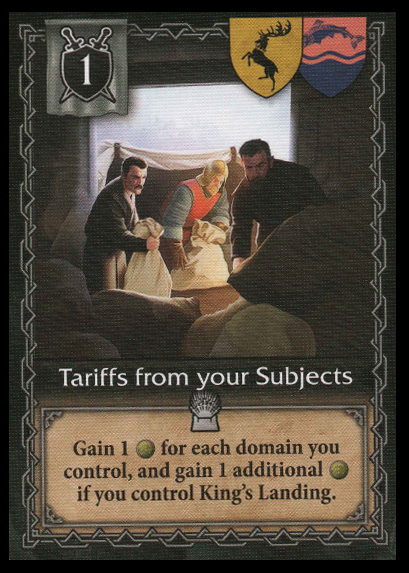 1
Tariffs from your Subjects
Gain 1 for each domain you
control, and gain 1 additional
if you control King's Landing.